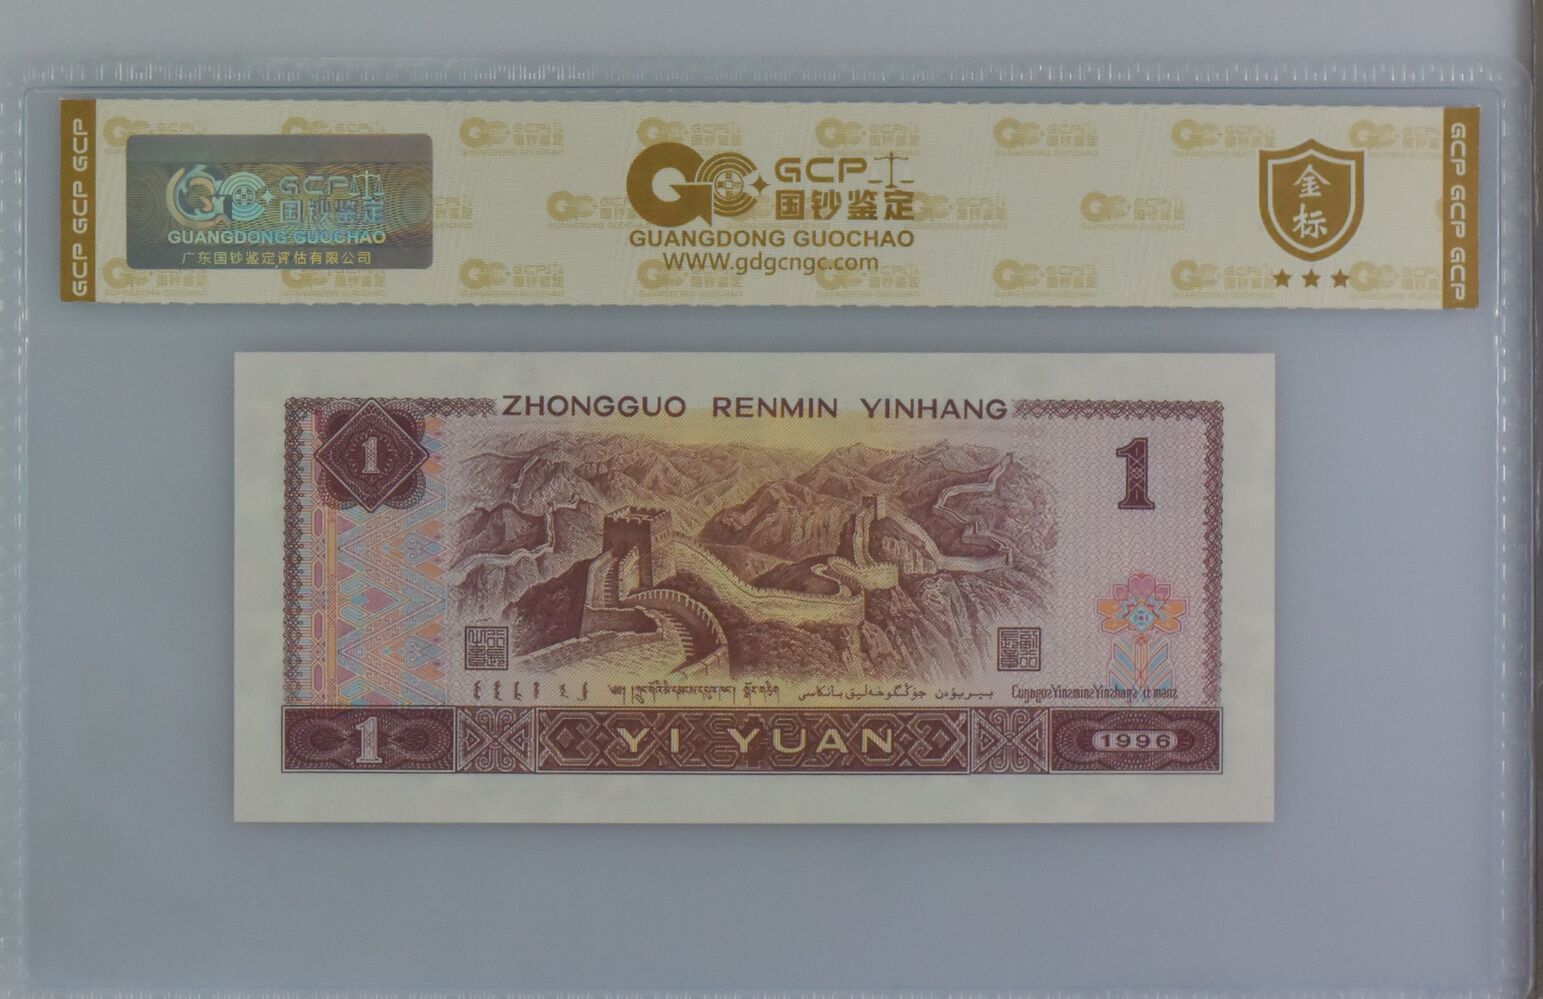 GCP GCP GCP
GCP 国钞鉴定
GUANGDONG GUOCHAO
广东国钞鉴定评估有限公司
GCP
国钞鉴定
GUANGDONG GUOCHAO
WWW.gdgcngc.com
金标
GCP GCP GCP
ZHONGGUO RENMIN YINHANG
1
1
1
YI YUAN
1996